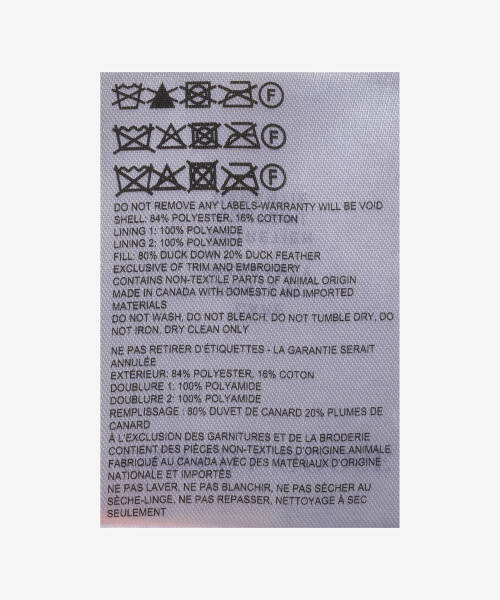 F
F
F
DO NOT REMOVE ANY LABELS-WARRANTY WILL BE VOID
SHELL: 84% POLYESTER, 16% COTTON
LINING 1: 100% POLYAMIDE
LINING 2: 100% POLYAMIDE
FILL: 80% DUCK DOWN 20% DUCK FEATHER
EXCLUSIVE OF TRIM AND EMBROIDERY
CONTAINS NON-TEXTILE PARTS OF ANIMAL ORIGIN
MADE IN CANADA WITH DOMESTIC AND IMPORTED
MATERIALS
DO NOT WASH, DO NOT BLEACH, DO NOT TUMBLE DRY, DO
NOT IRON, DRY CLEAN ONLY
NE PAS RETIRER D'ÉTIQUETTES - LA GARANTIE SERAIT
ANNULÉE
EXTÉRIEUR: 84% POLYESTER, 16% COTON
DOUBLURE 1: 100% POLYAMIDE
DOUBLURE 2: 100% POLYAMIDE
REMPLISSAGE : 80% DUVET DE CANARD 20% PLUMES DE
CANARD
À L'EXCLUSION DES GARNITURES ET DE LA BRODERIE
CONTIENT DES PIÈCES NON-TEXTILES D'ORIGINE ANIMALE
FABRIQUÉ AU CANADA AVEC DES MATÉRIAUX D'ORIGINE
NATIONALE ET IMPORTÉS
NE PAS LAVER, NE PAS BLANCHIR, NE PAS SÉCHER AU
SÈCHE-LINGE, NE PAS REPASSER, NETTOYAGE À SEC
SEULEMENT